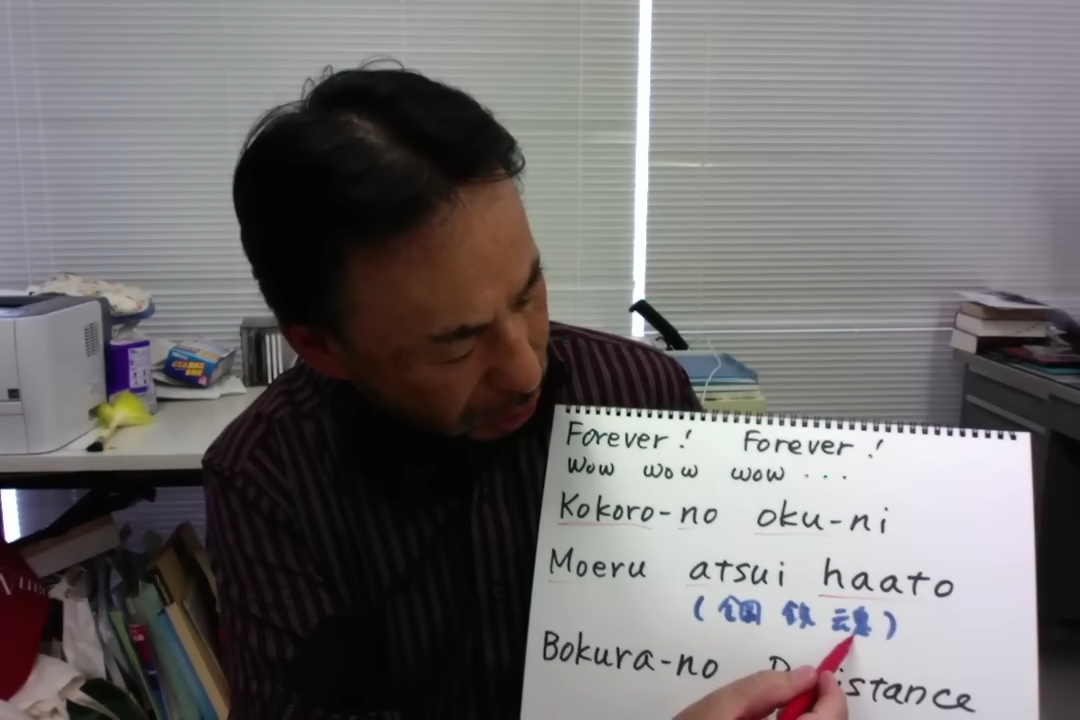 Forever! Forever!
wow wow wow ...
Kokoro-no oku-ni
Moeru atsui haato
(鋼鉄魂)
Bokura-no